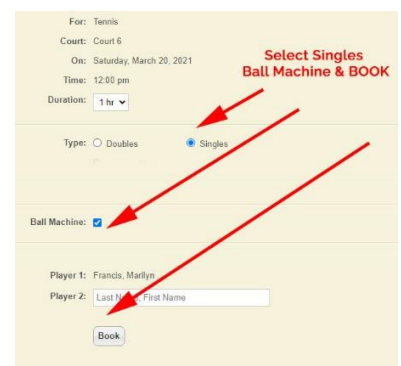 For: Tennis
Court: Court 6
On: Saturday, March 20, 2021
Time: 12:00 pm
Duration: 1 hr
Select Singles
Ball Machine & BOOK
Type: Doubles Singles
Ball Machine:
Player 1: Francis, Marilyn
Player 2: Last Name, First Name
Book